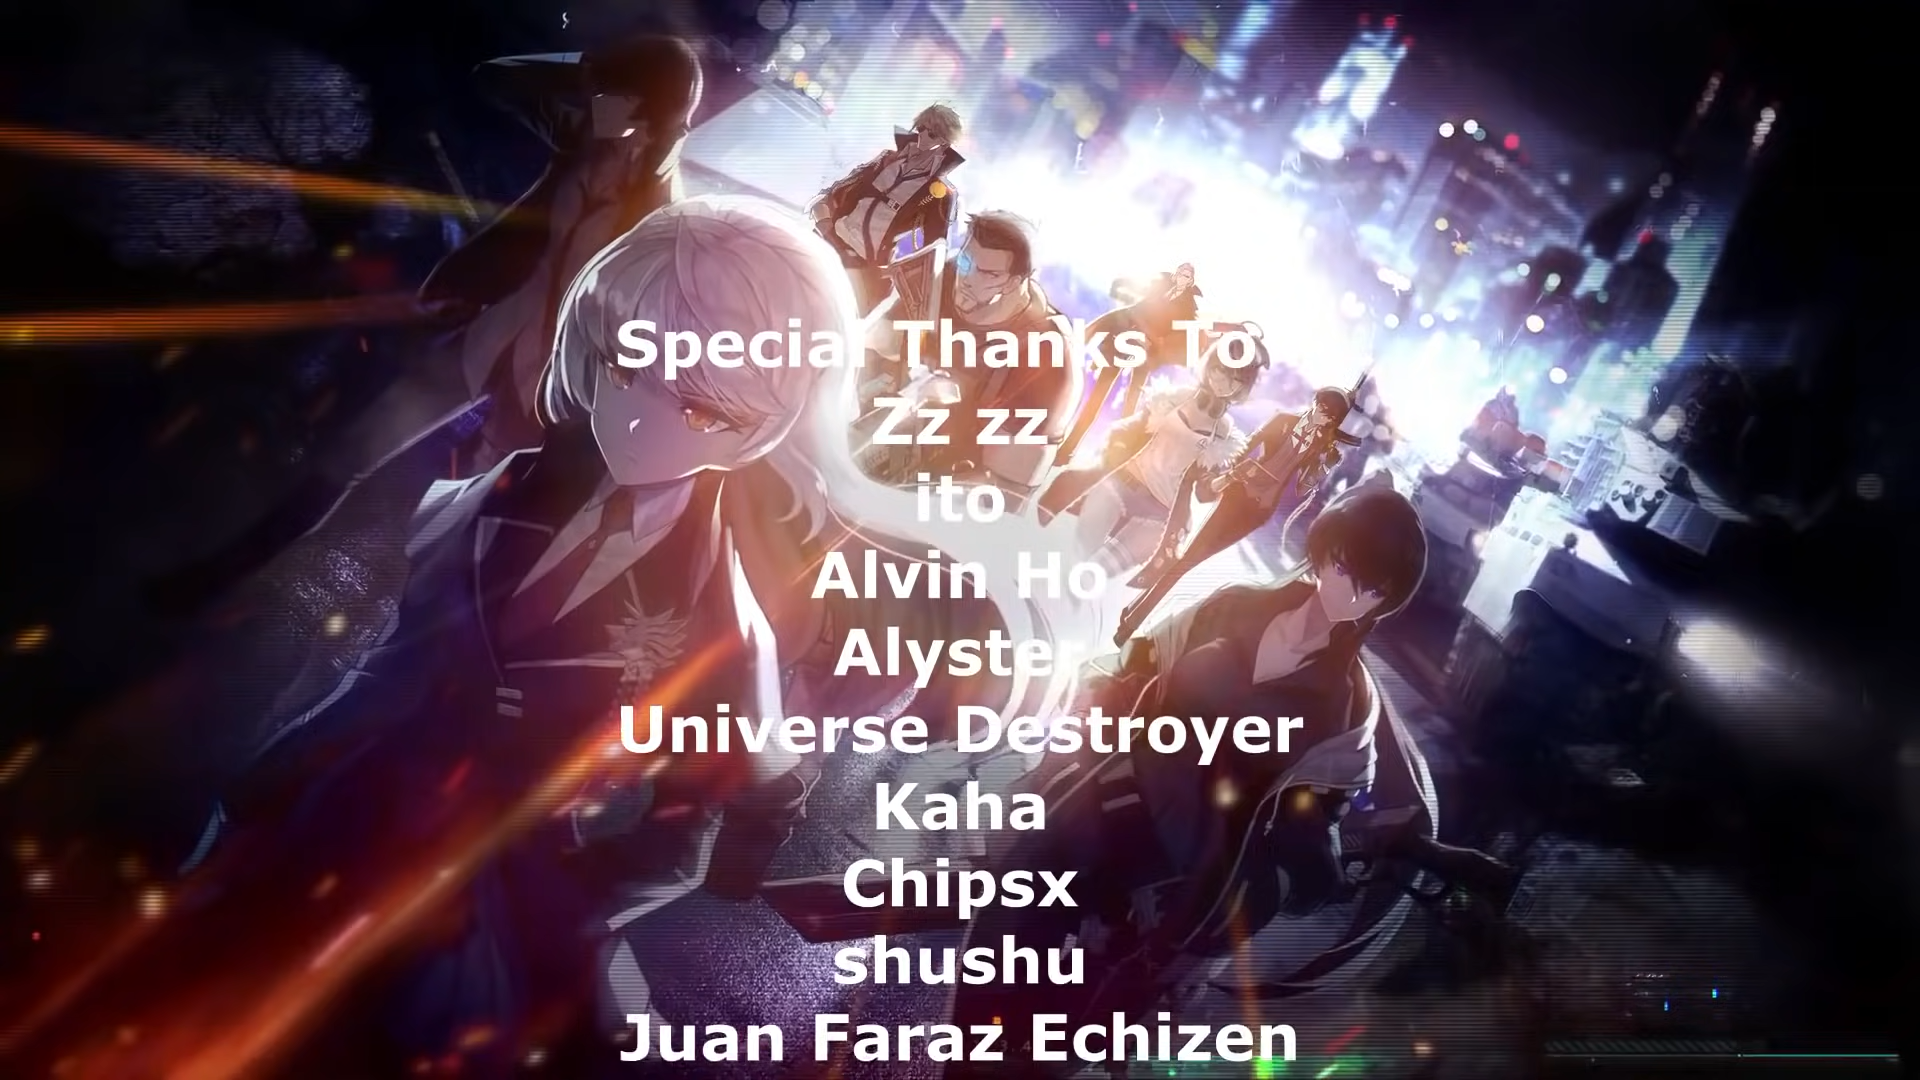 Special Thanks To
Zz zz
ito
Alvin Ho
Alyster
Universe Destroyer
Kaha
Chipsx
shushu
Juan Faraz Echizen